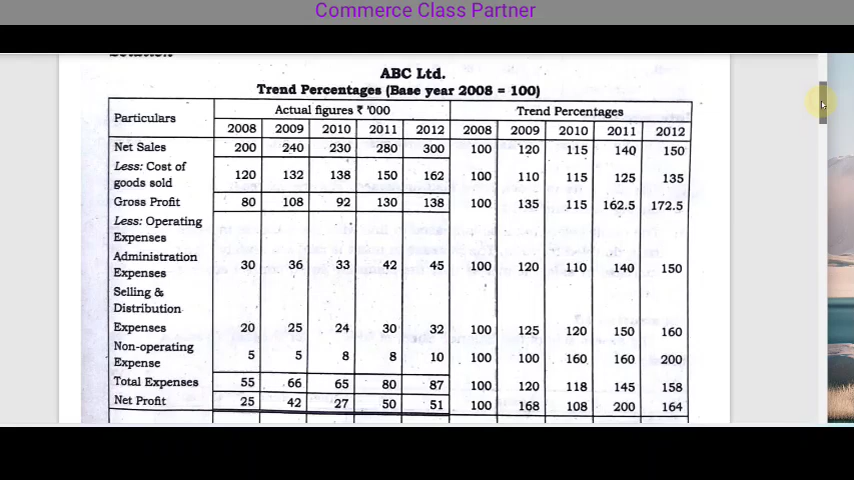 Commerce Class Partner
ABC Ltd.
Trend Percentages (Base year 2008 = 100)
Particulars Actual figures ₹ '000 Trend Percentages
2008 2009 2010 2011 2012 2008 2009 2010 2011 2012
Net Sales 200 240 230 280 300 100 120 115 140 150
Less: Cost of
goods sold 120 132 138 150 162 100 110 115 125 135
Gross Profit 80 108 92 130 138 100 135 115 162.5 172.5
Less: Operating
Expenses
Administration
Expenses 30 36 33 42 45 100 120 110 140 150
Selling &
Distribution
Expenses 20 25 24 30 32 100 125 120 150 160
Non-operating
Expense 5 5 8 8 10 100 100 160 160 200
Total Expenses 55 66 65 80 87 100 120 118 145 158
Net Profit 25 42 27 50 51 100 168 108 200 164